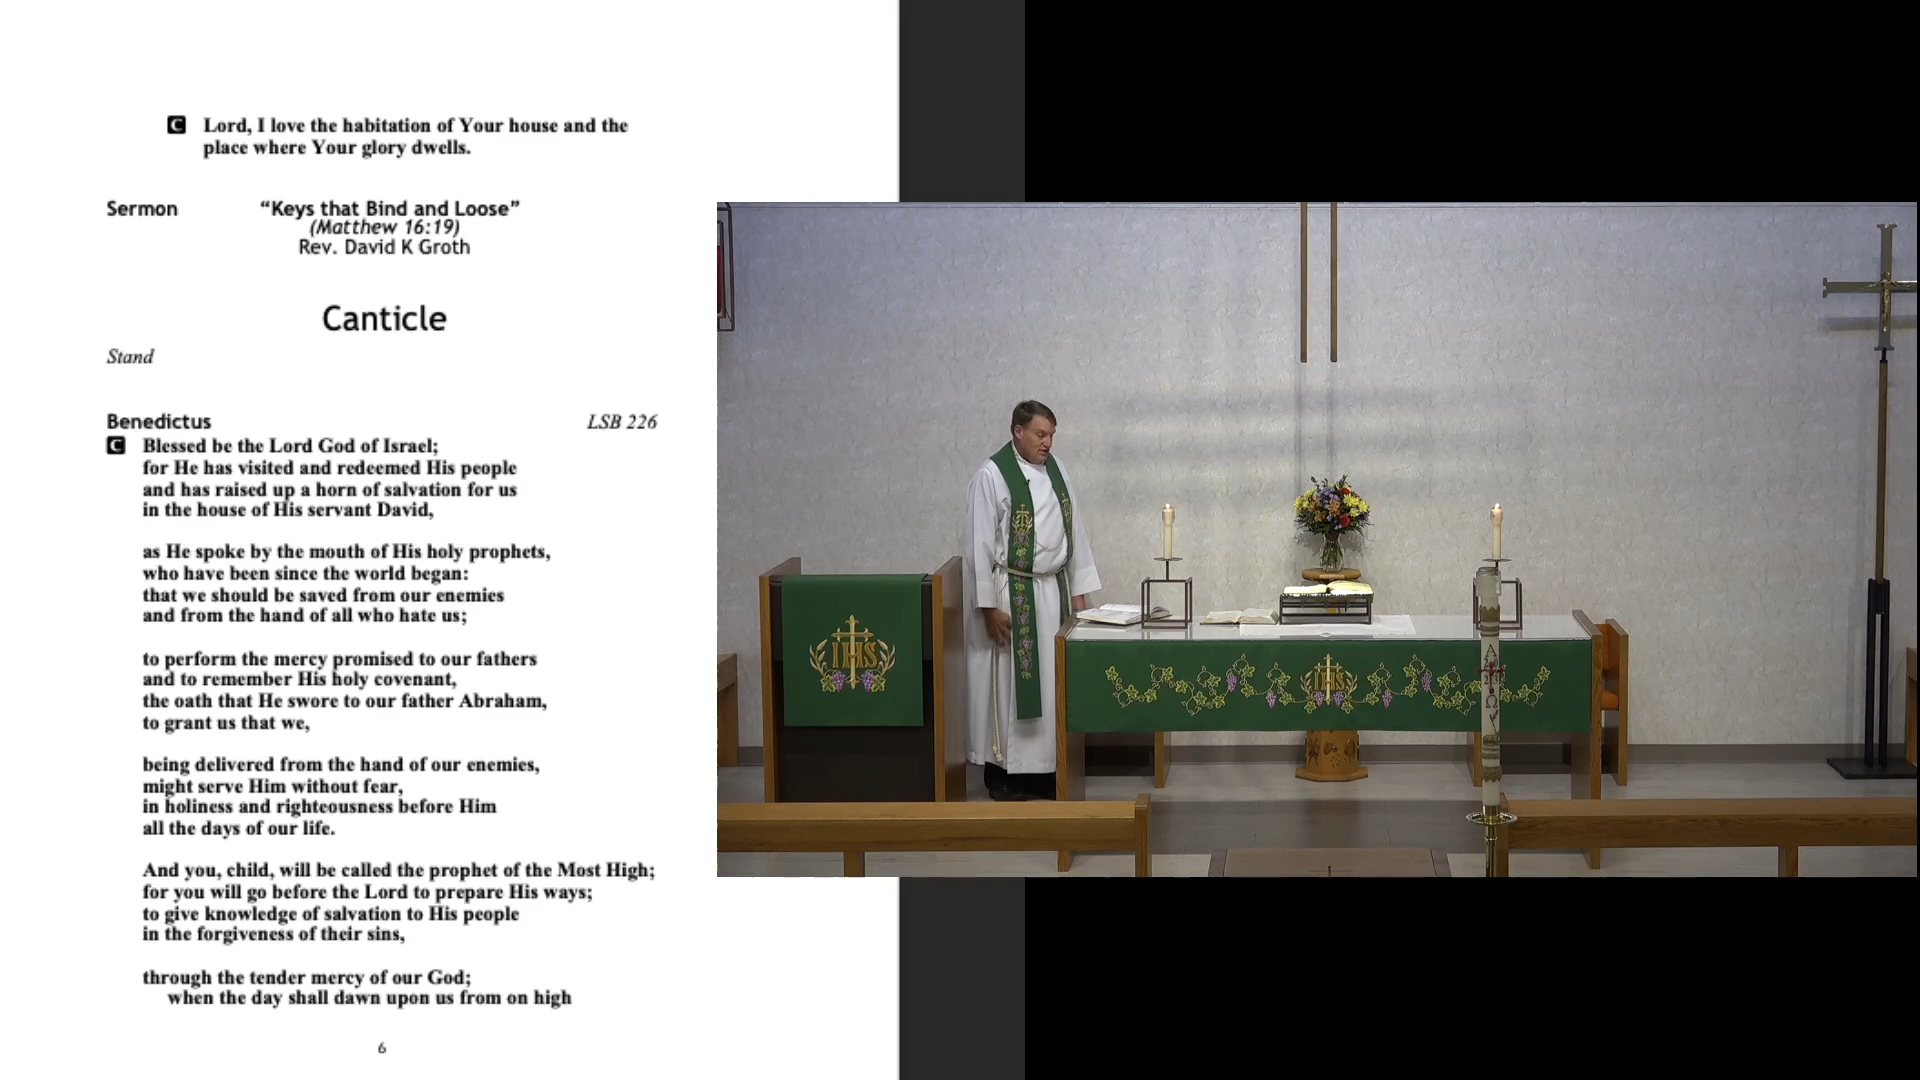 C Lord, I love the habitation of Your house and the
place where Your glory dwells.
Sermon “Keys that Bind and Loose”
(Matthew 16:19)
Rev. David K Groth
Canticle
Stand
Benedictus LSB 226
C Blessed be the Lord God of Israel;
for He has visited and redeemed His people
and has raised up a horn of salvation for us
in the house of His servant David,
as He spoke by the mouth of His holy prophets,
who have been since the world began:
that we should be saved from our enemies
and from the hand of all who hate us;
to perform the mercy promised to our fathers
and to remember His holy covenant,
the oath that He swore to our father Abraham,
to grant us that we,
being delivered from the hand of our enemies,
might serve Him without fear,
in holiness and righteousness before Him
all the days of our life.
And you, child, will be called the prophet of the Most High;
for you will go before the Lord to prepare His ways;
to give knowledge of salvation to His people
in the forgiveness of their sins,
through the tender mercy of our God;
when the day shall dawn upon us from on high
6
IHS
IHS